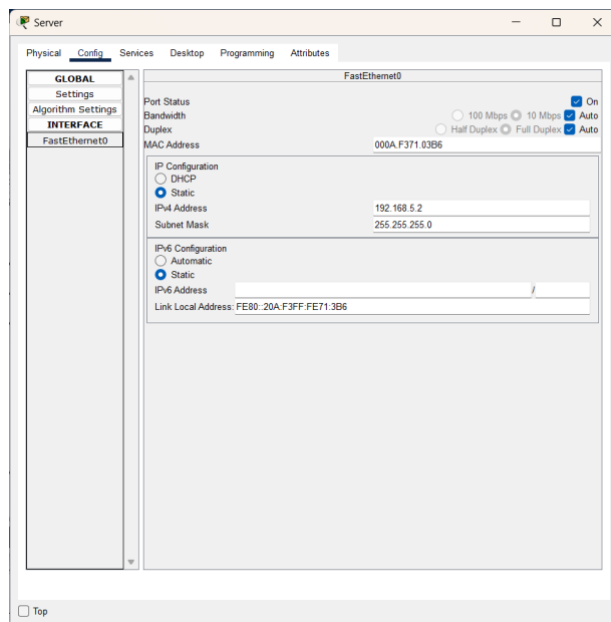 Server
Physical Config Services Desktop Programming Attributes
GLOBAL
Settings
Algorithm Settings
INTERFACE
FastEthernet0
FastEthernet0
Port Status On
Bandwidth 100 Mbps 10 Mbps Auto
Duplex Half Duplex Full Duplex Auto
MAC Address 000A.F371.03B6
IP Configuration
DHCP
Static
IPv4 Address 192.168.5.2
Subnet Mask 255.255.255.0
IPv6 Configuration
Automatic
Static
IPv6 Address /
Link Local Address: FE80::20A:F3FF:FE71:3B6
Top